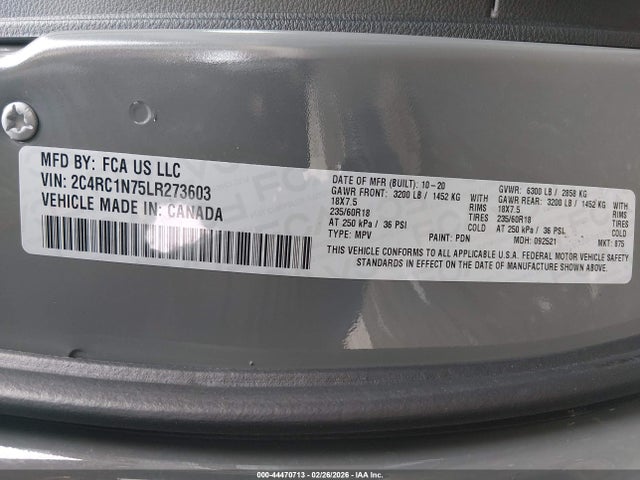 MFD BY: FCA US LLC
VIN: 2C4RC1N75LR273603
VEHICLE MADE IN: CANADA
DATE OF MFR (BUILT): 10-20
GAWR FRONT: 3200 LB / 1452 KG WITH
18X7.5 RIMS
235/60R18 TIRES
AT 250 kPa / 36 PSI COLD
TYPE: MPV PAINT: PDN
GVWR: 6300 LB / 2858 KG
GAWR REAR: 3200 LB / 1452 KG WITH
18X7.5 RIMS
235/60R18 TIRES
AT 250 kPa / 36 PSI COLD
MDH: 092521 MKT: 875
THIS VEHICLE CONFORMS TO ALL APPLICABLE U.S.A. FEDERAL MOTOR VEHICLE SAFETY
STANDARDS IN EFFECT ON THE DATE OF MANUFACTURE SHOWN ABOVE.
000-44470713 - 02/26/2026 - IAA Inc.